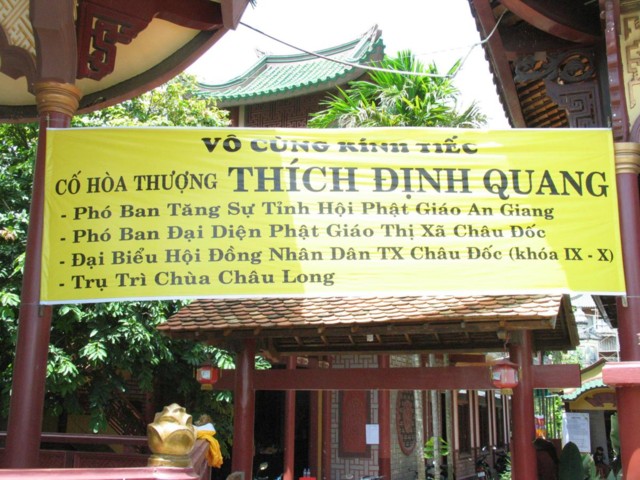 VÔ CÙNG KÍNH TIẾC
CỐ HÒA THƯỢNG THÍCH ĐỊNH QUANG
- Phó Ban Tăng Sự Tỉnh Hội Phật Giáo An Giang
- Phó Ban Đại Diện Phật Giáo Thị Xã Châu Đốc
- Đại Biểu Hội Đồng Nhân Dân TX Châu Đốc (khóa IX - X)
- Trụ Trì Chùa Châu Long